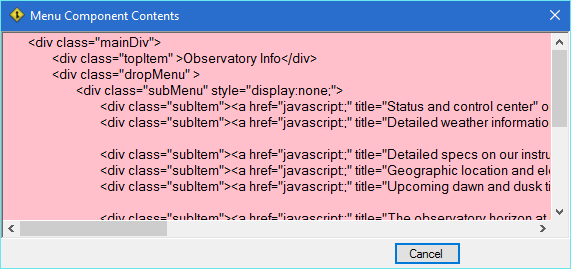 Menu Component Contents
<div class="mainDiv">
<div class="topItem" >Observatory Info</div>
<div class="dropMenu" >
<div class="subMenu" style="display:none;">
<div class="subItem"><a href="javascript:;" title="Status and control center" o
<div class="subItem"><a href="javascript:;" title="Detailed weather informatio
<div class="subItem"><a href="javascript:;" title="Detailed specs on our instru
<div class="subItem"><a href="javascript:;" title="Geographic location and ele
<div class="subItem"><a href="javascript:;" title="Upcoming dawn and dusk ti
<div class="subItem"><a href="javascript:;" title="The observatory horizon at
Cancel